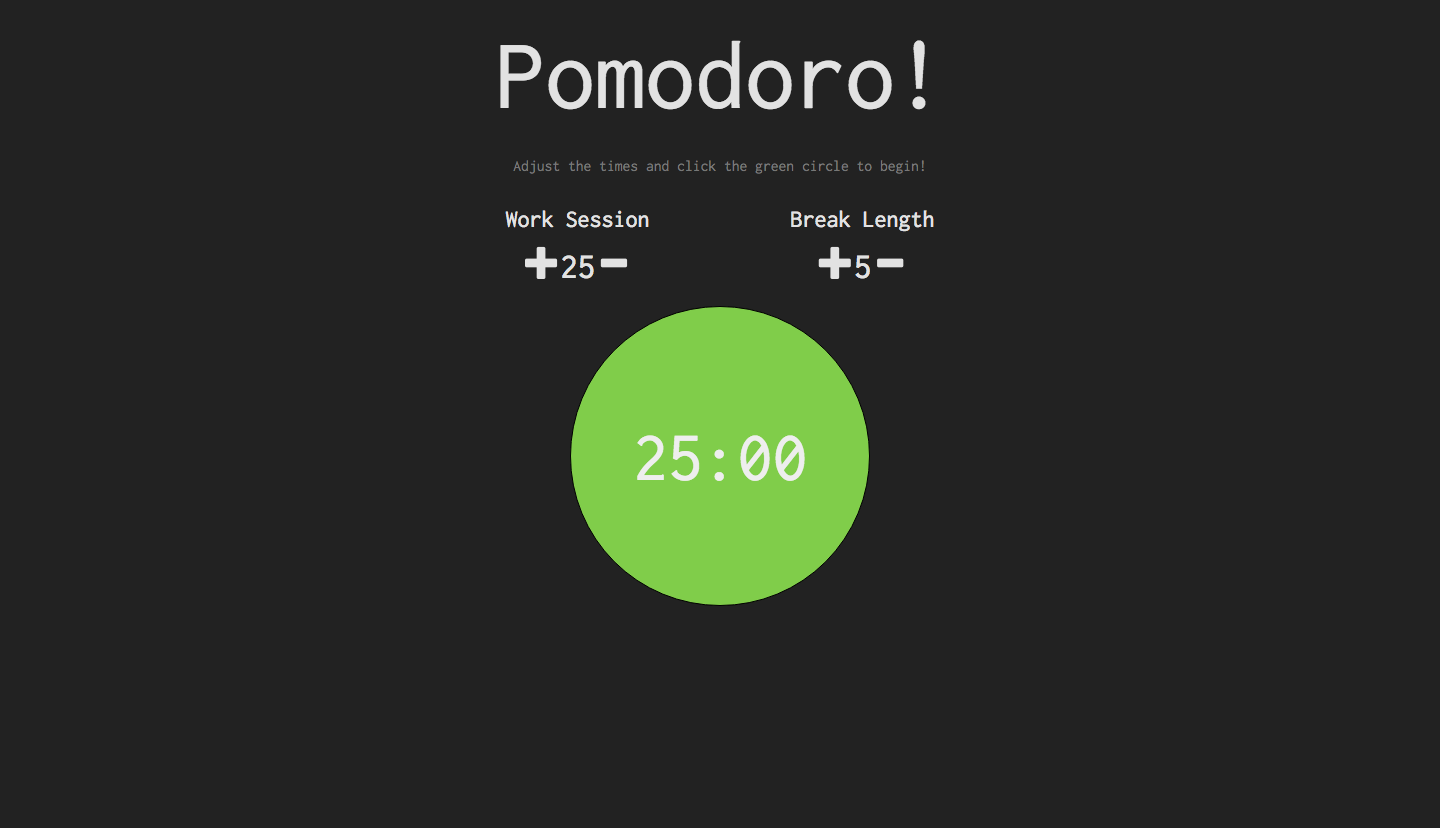 Pomodoro!
Adjust the times and click the green circle to begin!
Work Session Break Length
+25- +5-
25:00